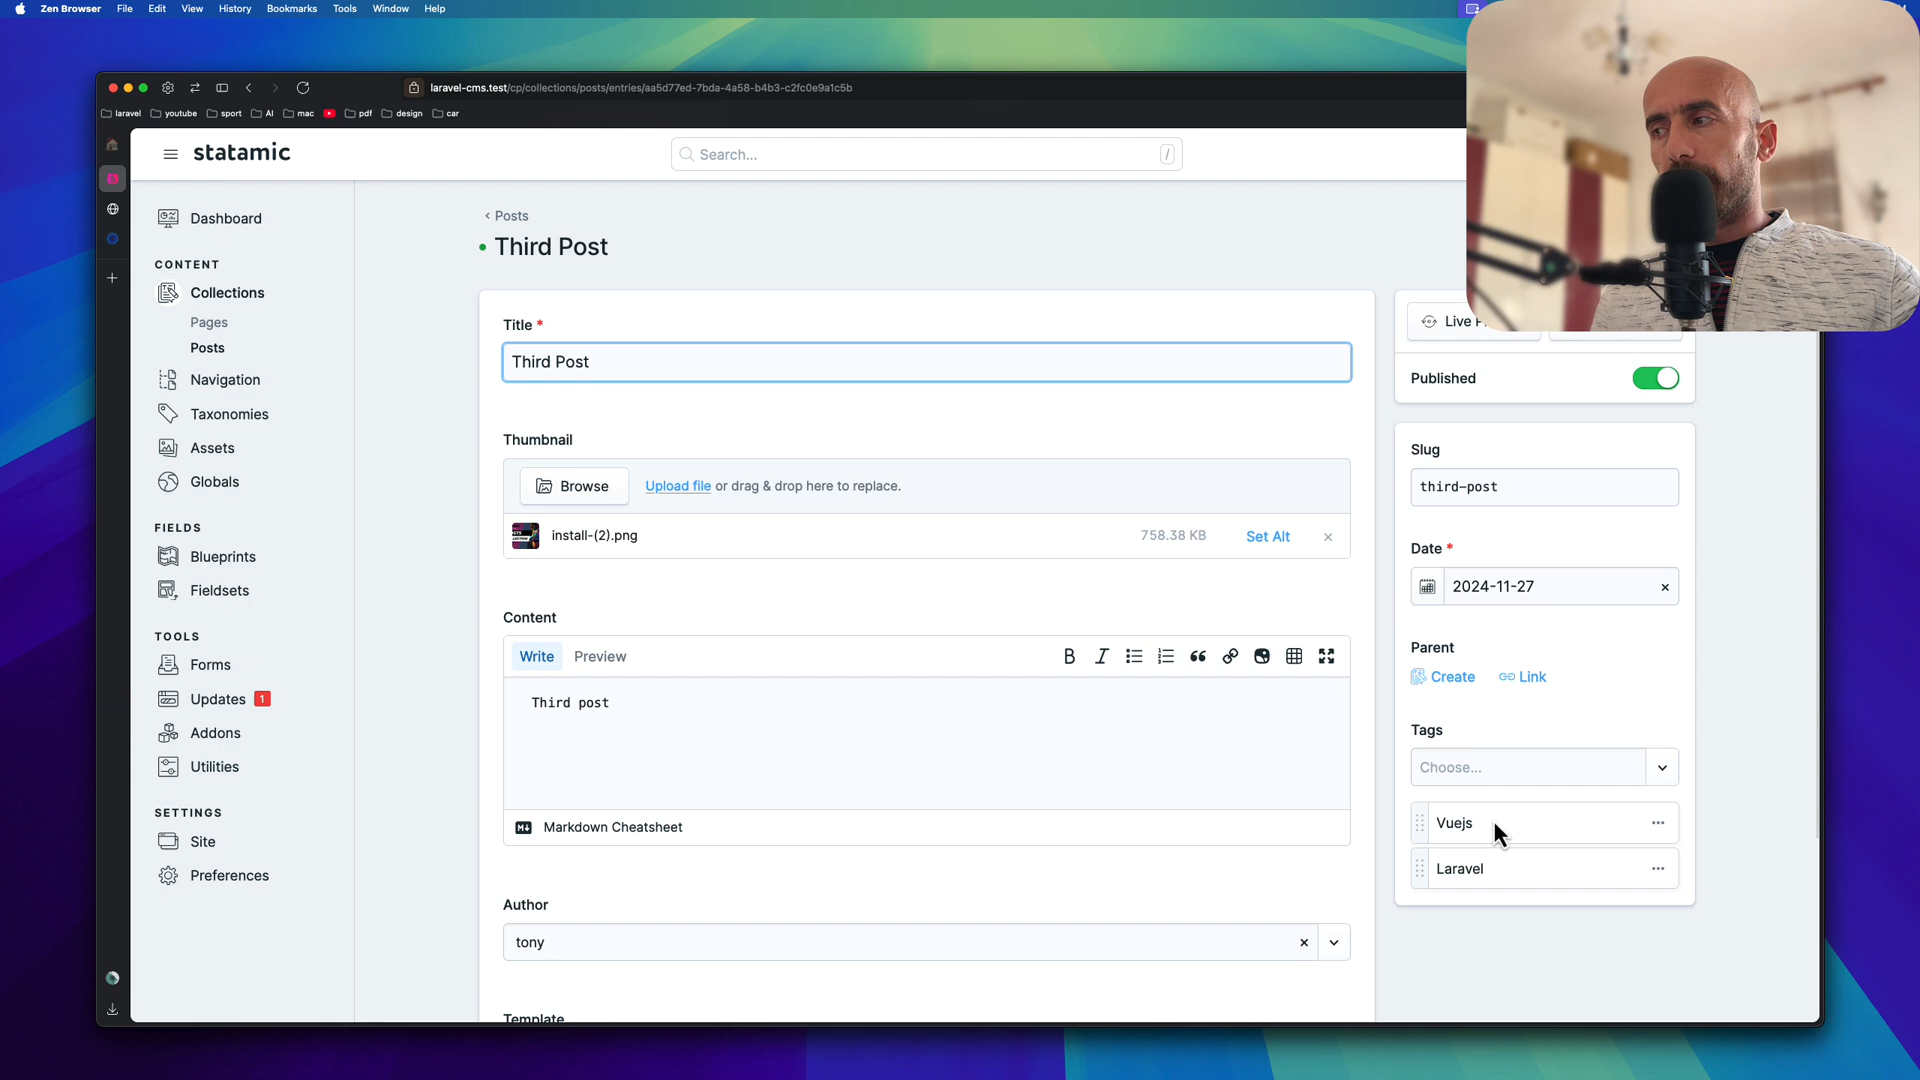 Zen Browser File Edit View History Bookmarks Tools Window Help
laravel-cms.test/cp/collections/posts/entries/aa5d77ed-7bda-4a58-b4b3-c2fc0e9a1c5b
laravel youtube sport AI mac pdf design car
statamic
Search...
/
Dashboard
CONTENT
Collections
Pages
Posts
Navigation
Taxonomies
Assets
Globals
FIELDS
Blueprints
Fieldsets
TOOLS
Forms
Updates 1
Addons
Utilities
SETTINGS
Site
Preferences
‹ Posts
Third Post
Title *
Third Post
Thumbnail
Browse
Upload file or drag & drop here to replace.
install-(2).png 758.38 KB Set Alt ×
Content
Write Preview
Third post
Markdown Cheatsheet
Author
tony ×
Template
Live
Published
Slug
third-post
Date *
2024-11-27 ×
Parent
Create Link
Tags
Choose...
Vuejs
Laravel